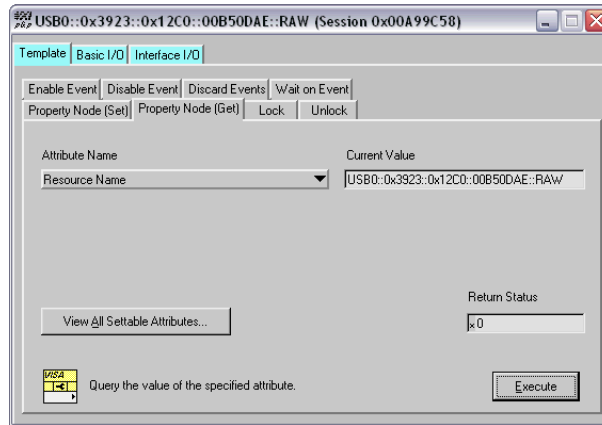 USB0::0x3923::0x12C0::00B50DAE::RAW (Session 0x00A99C58)
Template Basic I/O Interface I/O
Enable Event Disable Event Discard Events Wait on Event
Property Node (Set) Property Node (Get) Lock Unlock
Attribute Name Current Value
Resource Name USB0::0x3923::0x12C0::00B50DAE::RAW
Return Status
View All Settable Attributes... x0
VISA
Query the value of the specified attribute. Execute